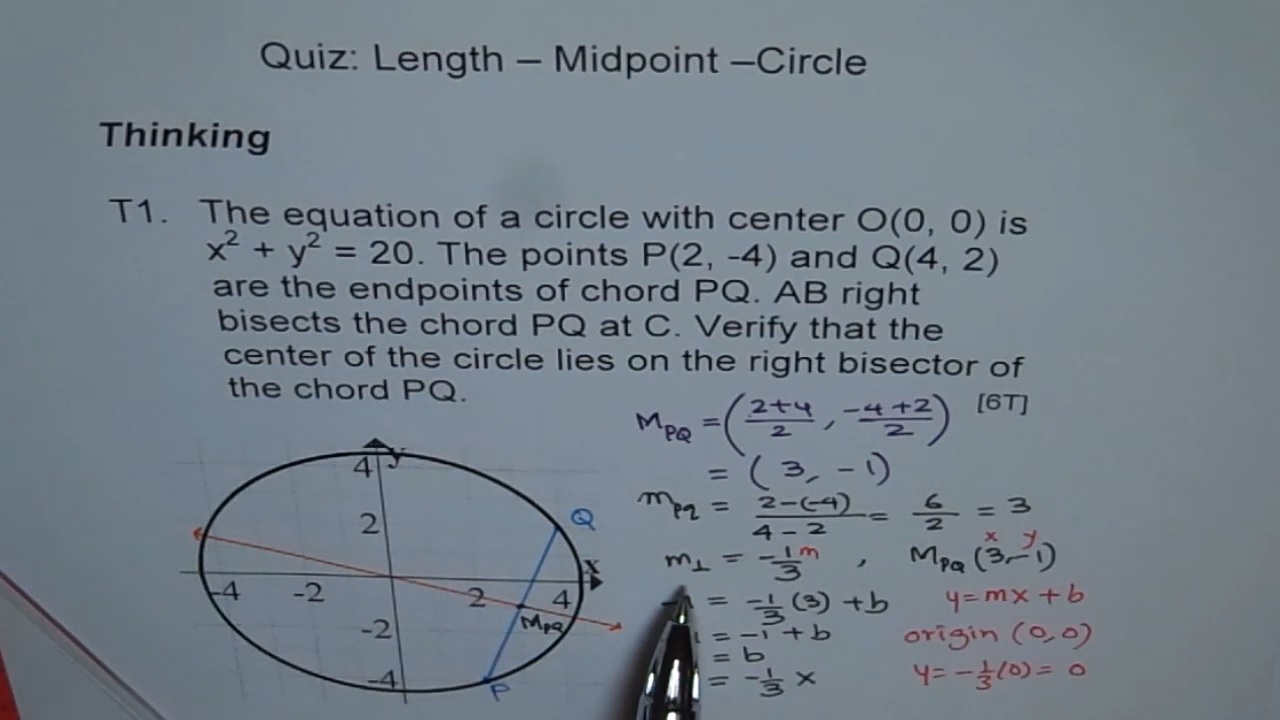 Quiz: Length – Midpoint –Circle
Thinking
T1. The equation of a circle with center O(0, 0) is
x² + y² = 20. The points P(2, -4) and Q(4, 2)
are the endpoints of chord PQ. AB right
bisects the chord PQ at C. Verify that the
center of the circle lies on the right bisector of
the chord PQ.
[6T]
M_PQ = ((2+4)/2, (-4+2)/2)
= (3, -1)
m_PQ = (2-(-4))/(4-2) = 6/2 = 3
m⊥ = -1/3 m , M_PQ (3, -1)
x y
= -1/3 (3) + b y = mx + b
= -1 + b origin (0,0)
= b
= -1/3 x y = -1/3 (0) = 0
y
4
2
Q
x
-4 -2 2 4
M_PQ
-2
-4
P